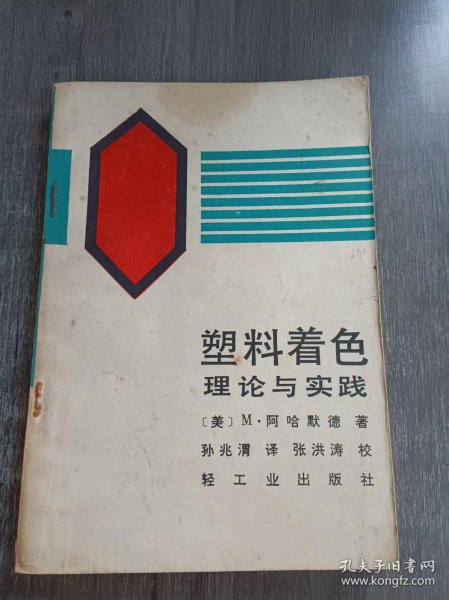 塑料着色
理论与实践
〔美〕M·阿哈默德 著
孙兆渭 译 张洪涛 校
轻工业出版社
孔夫子旧书网
www.kongfz.com